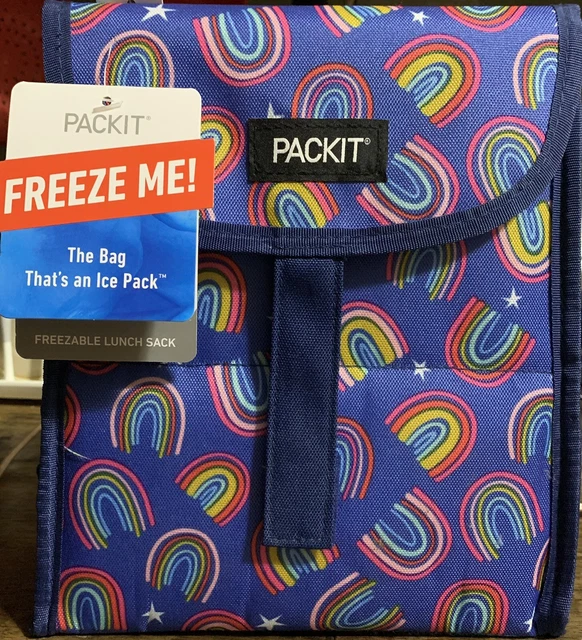 PACKIT®
FREEZE ME!
The Bag
That's an Ice Pack™
FREEZABLE LUNCH SACK
PACKIT®